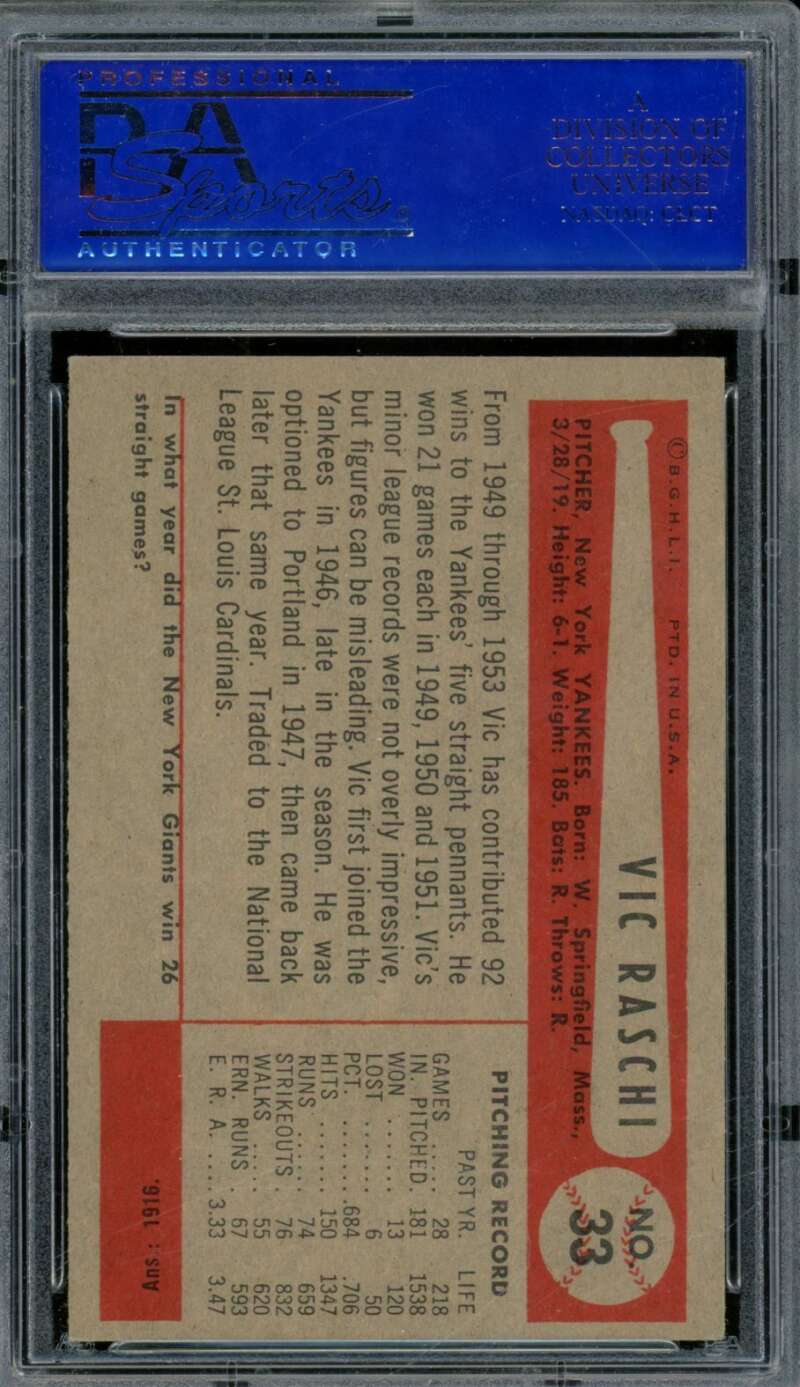 PROFESSIONAL
PSA
Sports
AUTHENTICATOR
A
DIVISION OF
COLLECTORS
UNIVERSE
NASDAQ: CLCT
© B.G.H.L.I. PTD. IN U.S.A.
VIC RASCHI
NO
33
PITCHER, New York YANKEES. Born: W. Springfield, Mass.,
3/28/19. Height: 6-1. Weight: 185. Bats: R. Throws: R.
From 1949 through 1953 Vic has contributed 92
wins to the Yankees' five straight pennants. He
won 21 games each in 1949, 1950 and 1951. Vic's
minor league records were not overly impressive,
but figures can be misleading. Vic first joined the
Yankees in 1946, late in the season. He was
optioned to Portland in 1947, then came back
later that same year. Traded to the National
League St. Louis Cardinals.
PITCHING RECORD
PAST YR. LIFE
GAMES ..... 28 218
IN. PITCHED. 181 1538
WON ....... 13 120
LOST ...... 6 50
PCT. ........ .684 .706
HITS ....... 150 1347
RUNS ...... 74 659
STRIKEOUTS . 76 832
WALKS ..... 55 620
ERN. RUNS . 67 593
E. R. A. .... 3.33 3.47
In what year did the New York Giants win 26
straight games?
Ans: 1916.